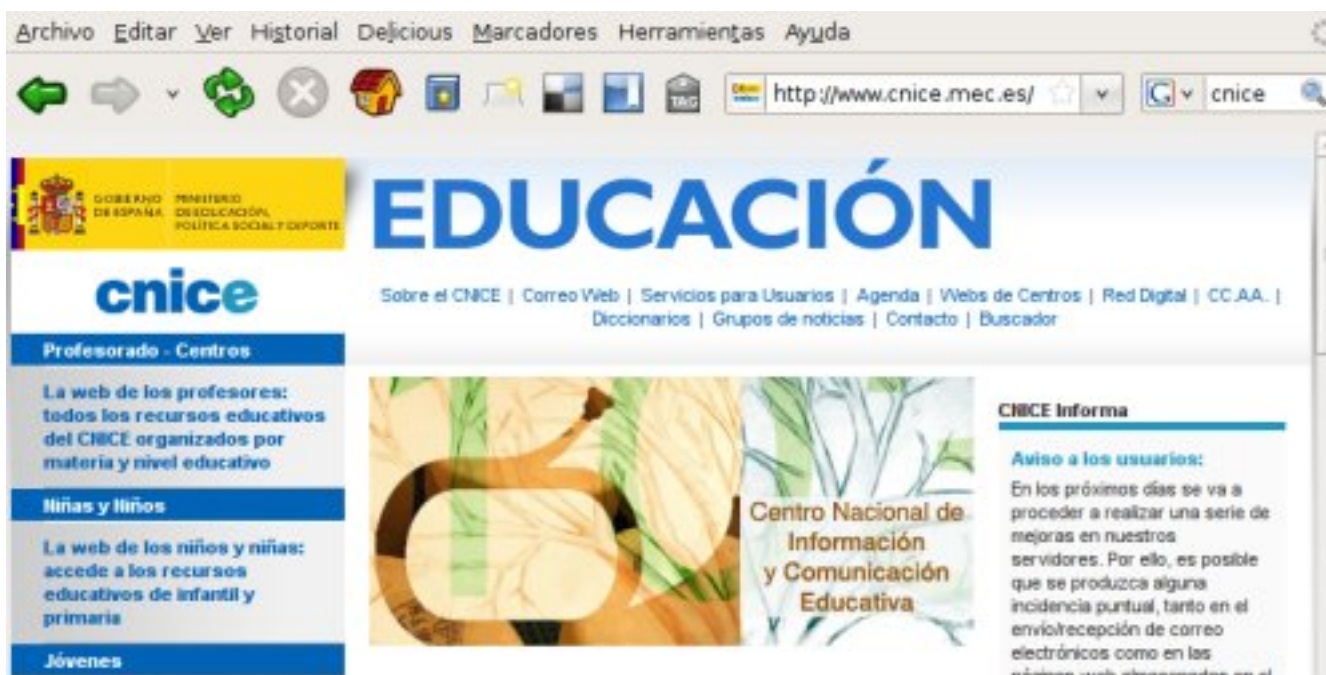 Archivo Editar Ver Historial Delicious Marcadores Herramientas Ayuda
TAG
http://www.cnice.mec.es/
G
cnice
GOBIERNO DE ESPAÑA
MINISTERIO DE EDUCACIÓN, POLÍTICA SOCIAL Y DEPORTE
EDUCACIÓN
cnice
Sobre el CNICE | Correo Web | Servicios para Usuarios | Agenda | Webs de Centros | Red Digital | CC.AA. |
Diccionarios | Grupos de noticias | Contacto | Buscador
Profesorado - Centros
La web de los profesores:
todos los recursos educativos
del CNICE organizados por
materia y nivel educativo
Niñas y Niños
La web de los niños y niñas:
accede a los recursos
educativos de infantil y
primaria
Jóvenes
Centro Nacional de
Información
y Comunicación
Educativa
CNICE Informa
Aviso a los usuarios:
En los próximos días se va a
proceder a realizar una serie de
mejoras en nuestros
servidores. Por ello, es posible
que se produzca alguna
incidencia puntual, tanto en el
envío/recepción de correo
electrónicos como en las